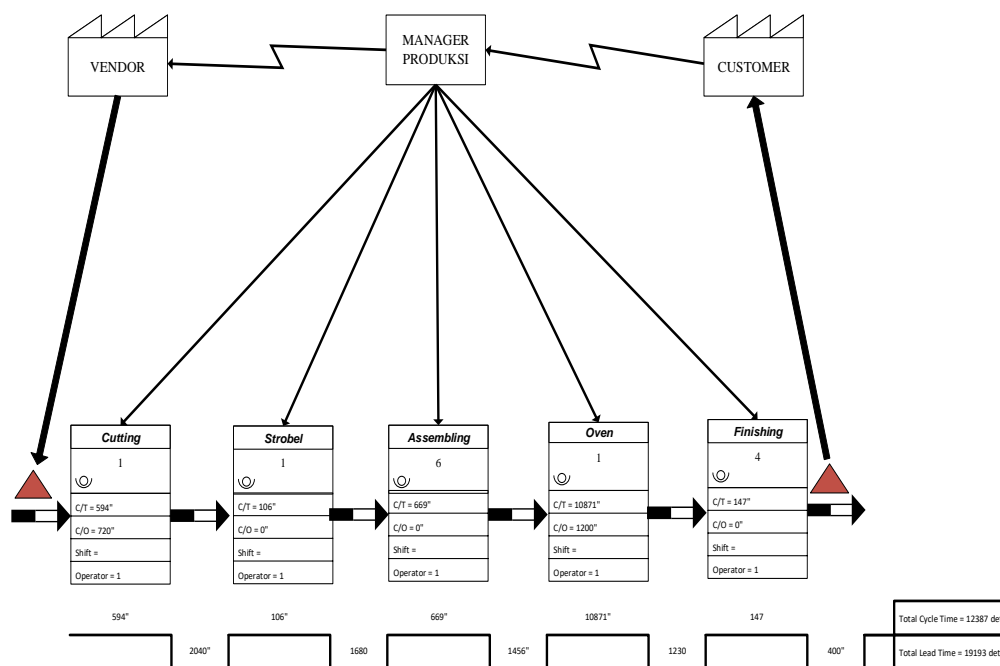 MANAGER
PRODUKSI
VENDOR
CUSTOMER
Cutting
1
C/T = 594"
C/O = 720"
Shift =
Operator = 1
Strobel
1
C/T = 106"
C/O = 0"
Shift =
Operator = 1
Assembling
6
C/T = 669"
C/O = 0"
Shift =
Operator = 1
Oven
1
C/T = 10871"
C/O = 1200"
Shift =
Operator = 1
Finishing
4
C/T = 147"
C/O = 0"
Shift =
Operator = 1
594" 106" 669" 10871" 147
Total Cycle Time = 12387 det
2040" 1680 1456" 1230 400"
Total Lead Time = 19193 det